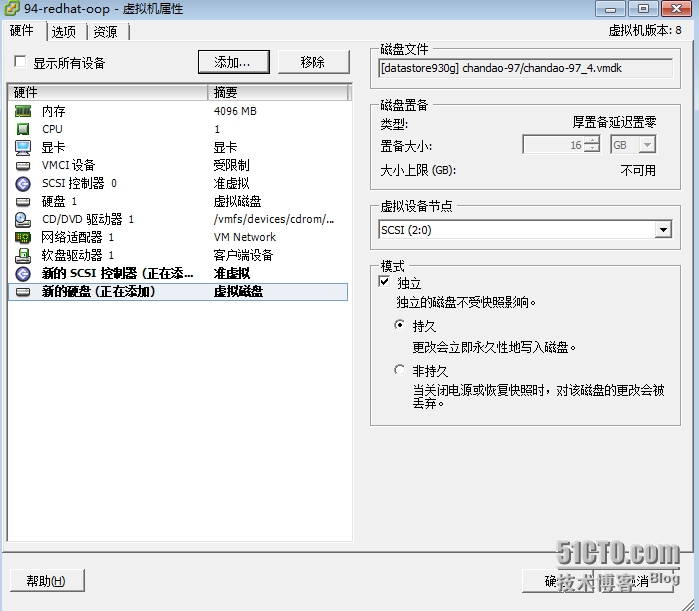 94-redhat-oop - 虚拟机属性
硬件 选项 资源
虚拟机版本: 8
显示所有设备 添加... 移除
硬件 摘要
内存 4096 MB
CPU 1
显卡 显卡
VMCI 设备 受限制
SCSI 控制器 0 准虚拟
硬盘 1 虚拟磁盘
CD/DVD 驱动器 1 /vmfs/devices/cdrom/...
网络适配器 1 VM Network
软盘驱动器 1 客户端设备
新的 SCSI 控制器 (正在添... 准虚拟
新的硬盘 (正在添加) 虚拟磁盘
磁盘文件
[datastore930g] chandao-97/chandao-97_4.vmdk
磁盘置备
类型: 厚置备延迟置零
置备大小: 16 GB
大小上限 (GB): 不可用
虚拟设备节点
SCSI (2:0)
模式
独立
独立的磁盘不受快照影响。
持久
更改会立即永久性地写入磁盘。
非持久
当关闭电源或恢复快照时，对该磁盘的更改会被
丢弃。
帮助(H)
51CTO.com
技术博客 Blog